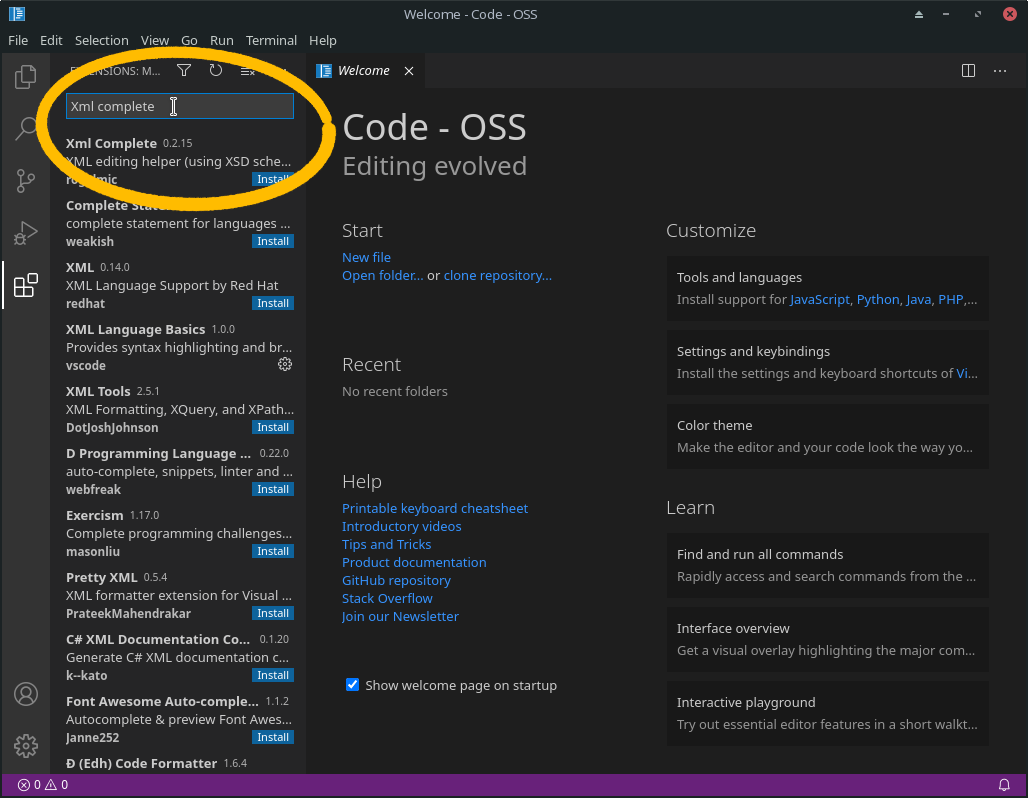 Welcome - Code - OSS
File Edit Selection View Go Run Terminal Help
Xml complete
Xml Complete 0.2.15
XML editing helper (using XSD sche...
Install
complete statement for languages ...
weakish Install
XML 0.14.0
XML Language Support by Red Hat
redhat Install
XML Language Basics 1.0.0
Provides syntax highlighting and br...
vscode
XML Tools 2.5.1
XML Formatting, XQuery, and XPath...
DotJoshJohnson Install
D Programming Language ... 0.22.0
auto-complete, snippets, linter and ...
webfreak Install
Exercism 1.17.0
Complete programming challenges...
masonliu Install
Pretty XML 0.5.4
XML formatter extension for Visual ...
PrateekMahendrakar Install
C# XML Documentation Co... 0.1.20
Generate C# XML documentation c...
k--kato Install
Font Awesome Auto-comple... 1.1.2
Autocomplete & preview Font Awes...
Janne252 Install
Đ (Edh) Code Formatter 1.6.4
Welcome
Code - OSS
Editing evolved
Start
New file
Open folder... or clone repository...
Recent
No recent folders
Help
Printable keyboard cheatsheet
Introductory videos
Tips and Tricks
Product documentation
GitHub repository
Stack Overflow
Join our Newsletter
Show welcome page on startup
Customize
Tools and languages
Install support for JavaScript, Python, Java, PHP,...
Settings and keybindings
Install the settings and keyboard shortcuts of Vi...
Color theme
Make the editor and your code look the way yo...
Learn
Find and run all commands
Rapidly access and search commands from the ...
Interface overview
Get a visual overlay highlighting the major com...
Interactive playground
Try out essential editor features in a short walkt...
0 0